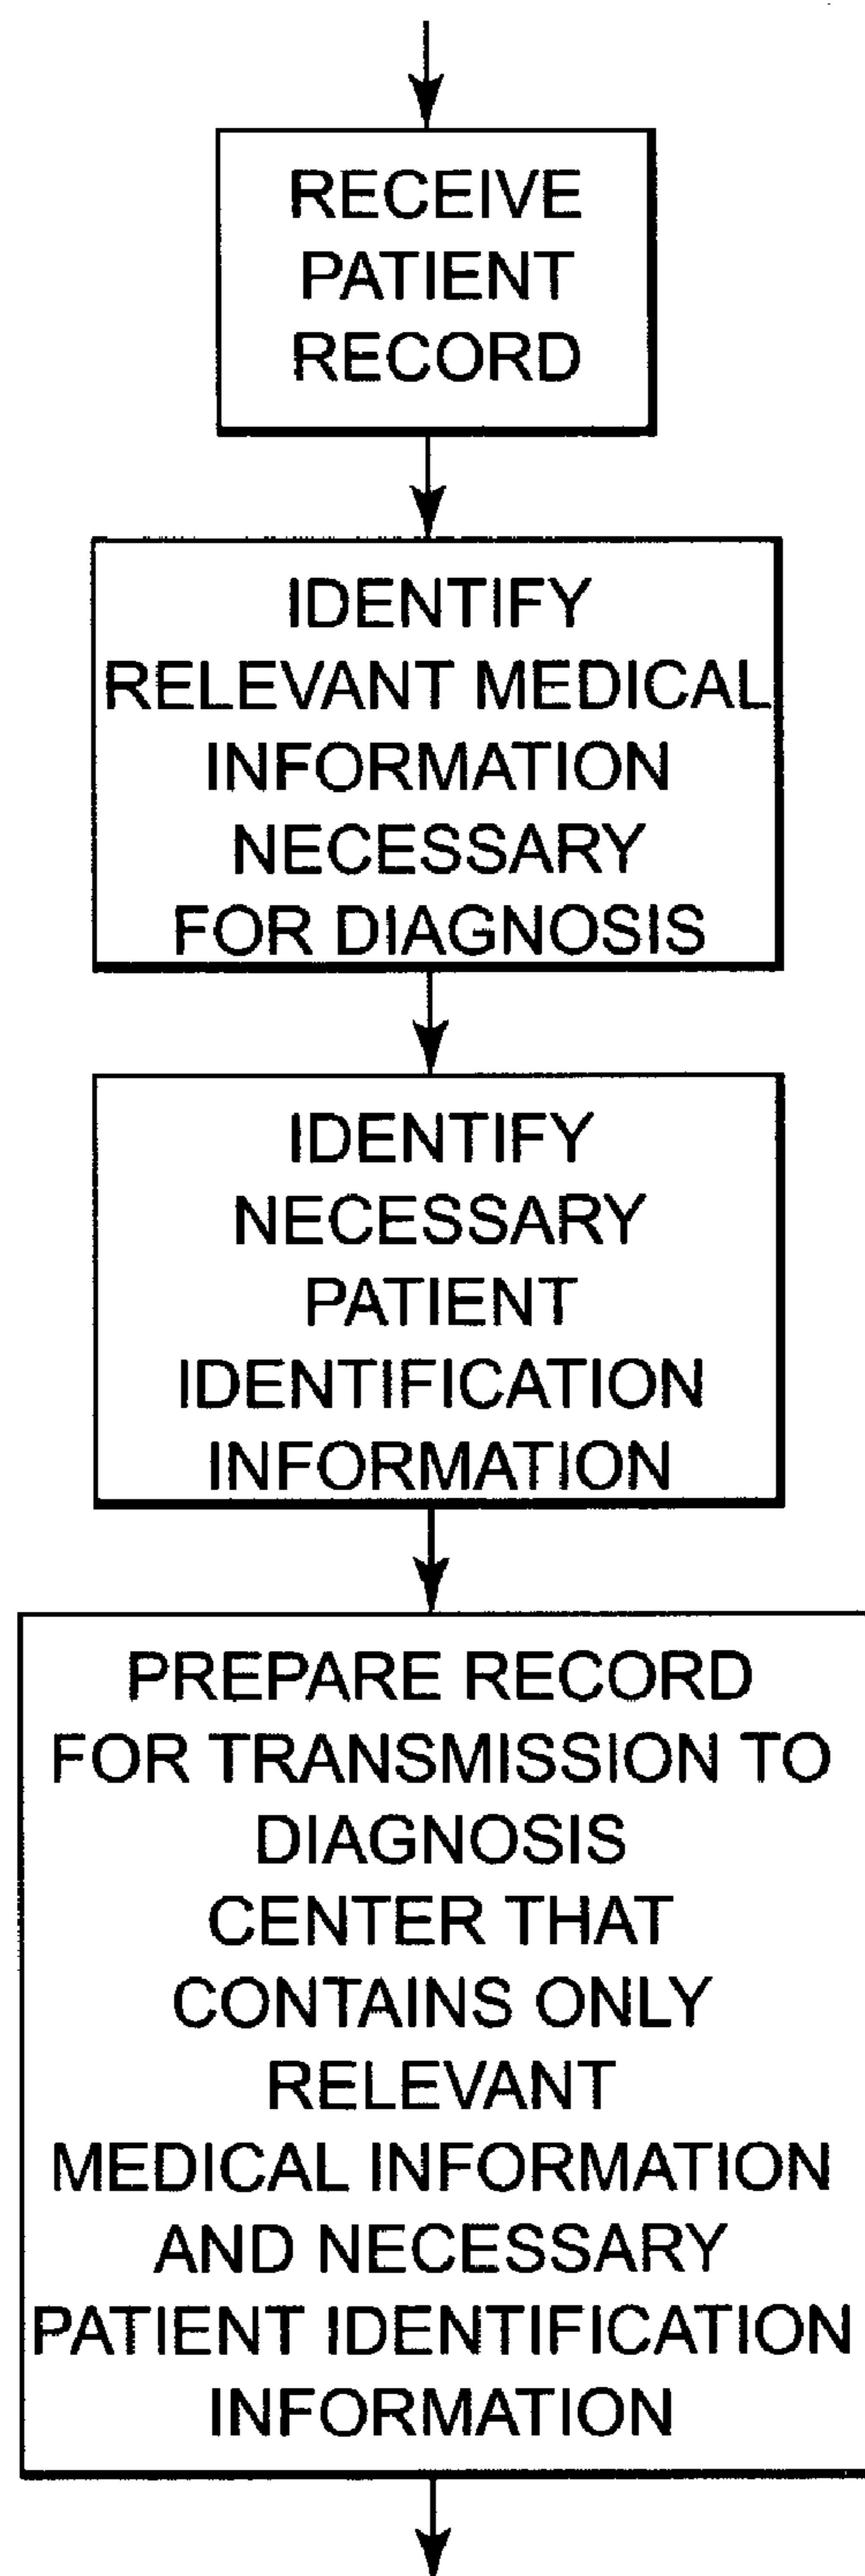 RECEIVE
PATIENT
RECORD
IDENTIFY
RELEVANT MEDICAL
INFORMATION
NECESSARY
FOR DIAGNOSIS
IDENTIFY
NECESSARY
PATIENT
IDENTIFICATION
INFORMATION
PREPARE RECORD
FOR TRANSMISSION TO
DIAGNOSIS
CENTER THAT
CONTAINS ONLY
RELEVANT
MEDICAL INFORMATION
AND NECESSARY
PATIENT IDENTIFICATION
INFORMATION